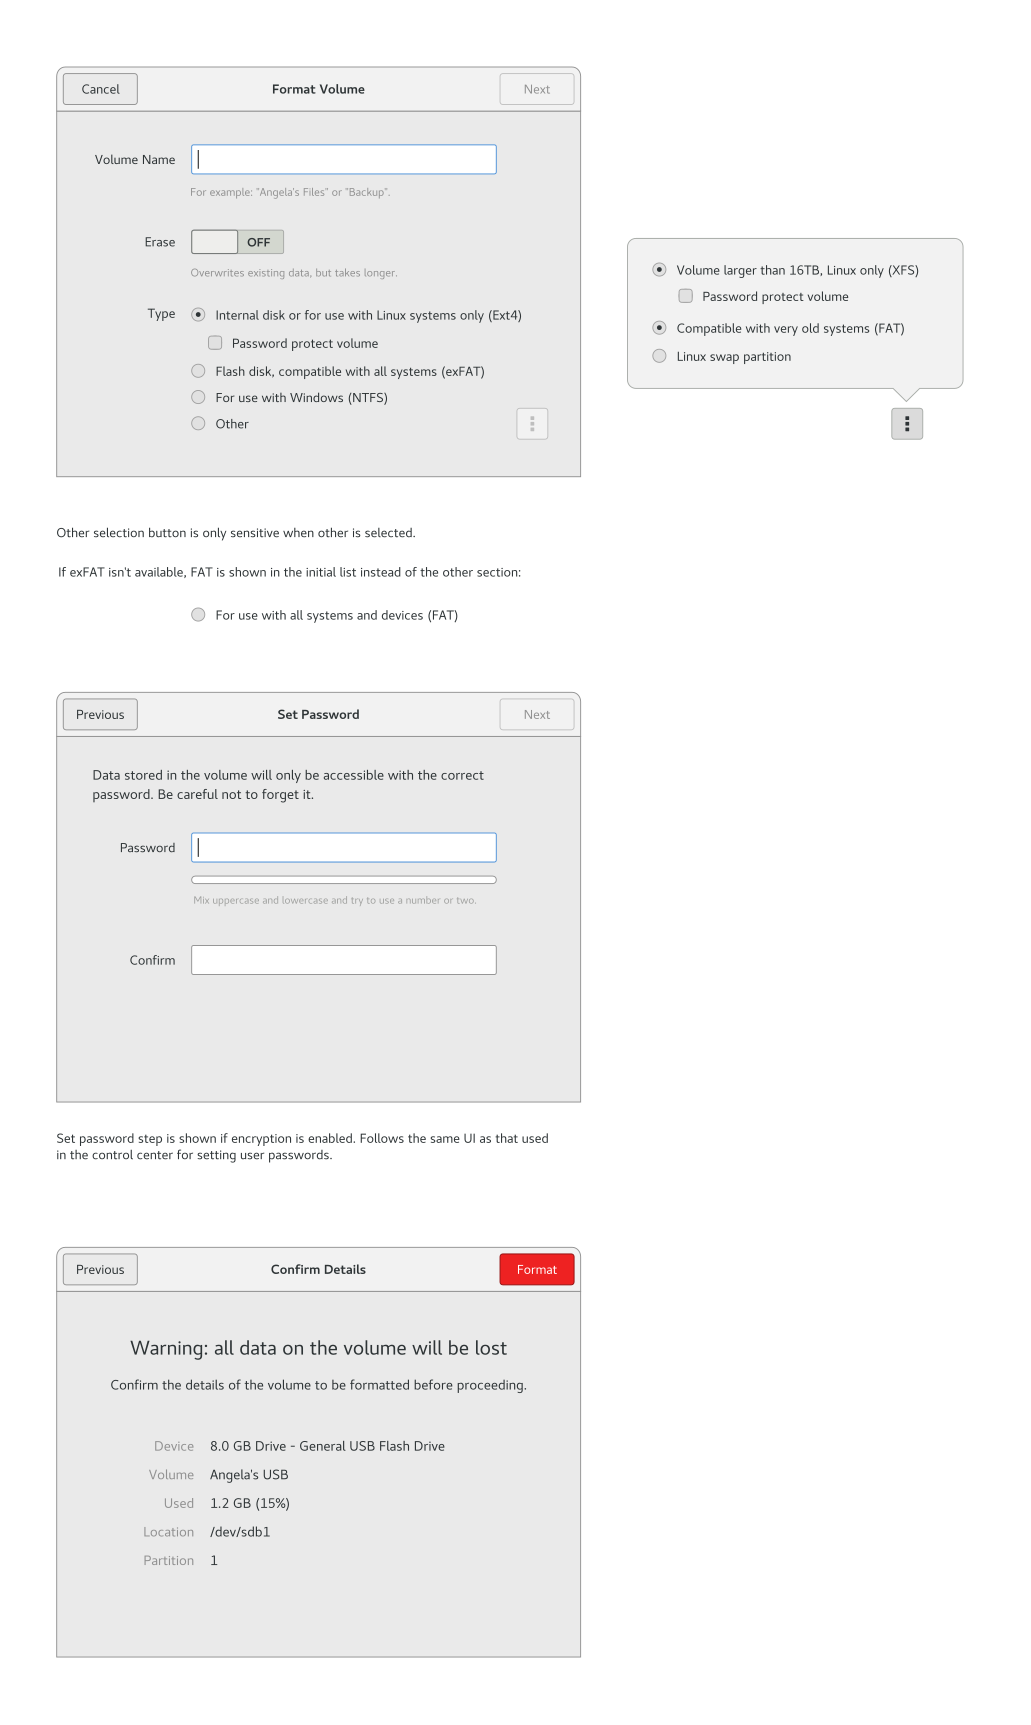 Cancel
Format Volume
Next
Volume Name
For example: "Angela's Files" or "Backup".
Erase
OFF
Overwrites existing data, but takes longer.
Type
Internal disk or for use with Linux systems only (Ext4)
Password protect volume
Flash disk, compatible with all systems (exFAT)
For use with Windows (NTFS)
Other
Volume larger than 16TB, Linux only (XFS)
Password protect volume
Compatible with very old systems (FAT)
Linux swap partition
Other selection button is only sensitive when other is selected.
If exFAT isn't available, FAT is shown in the initial list instead of the other section:
For use with all systems and devices (FAT)
Previous
Set Password
Next
Data stored in the volume will only be accessible with the correct
password. Be careful not to forget it.
Password
Mix uppercase and lowercase and try to use a number or two.
Confirm
Set password step is shown if encryption is enabled. Follows the same UI as that used
in the control center for setting user passwords.
Previous
Confirm Details
Format
Warning: all data on the volume will be lost
Confirm the details of the volume to be formatted before proceeding.
Device 8.0 GB Drive - General USB Flash Drive
Volume Angela's USB
Used 1.2 GB (15%)
Location /dev/sdb1
Partition 1